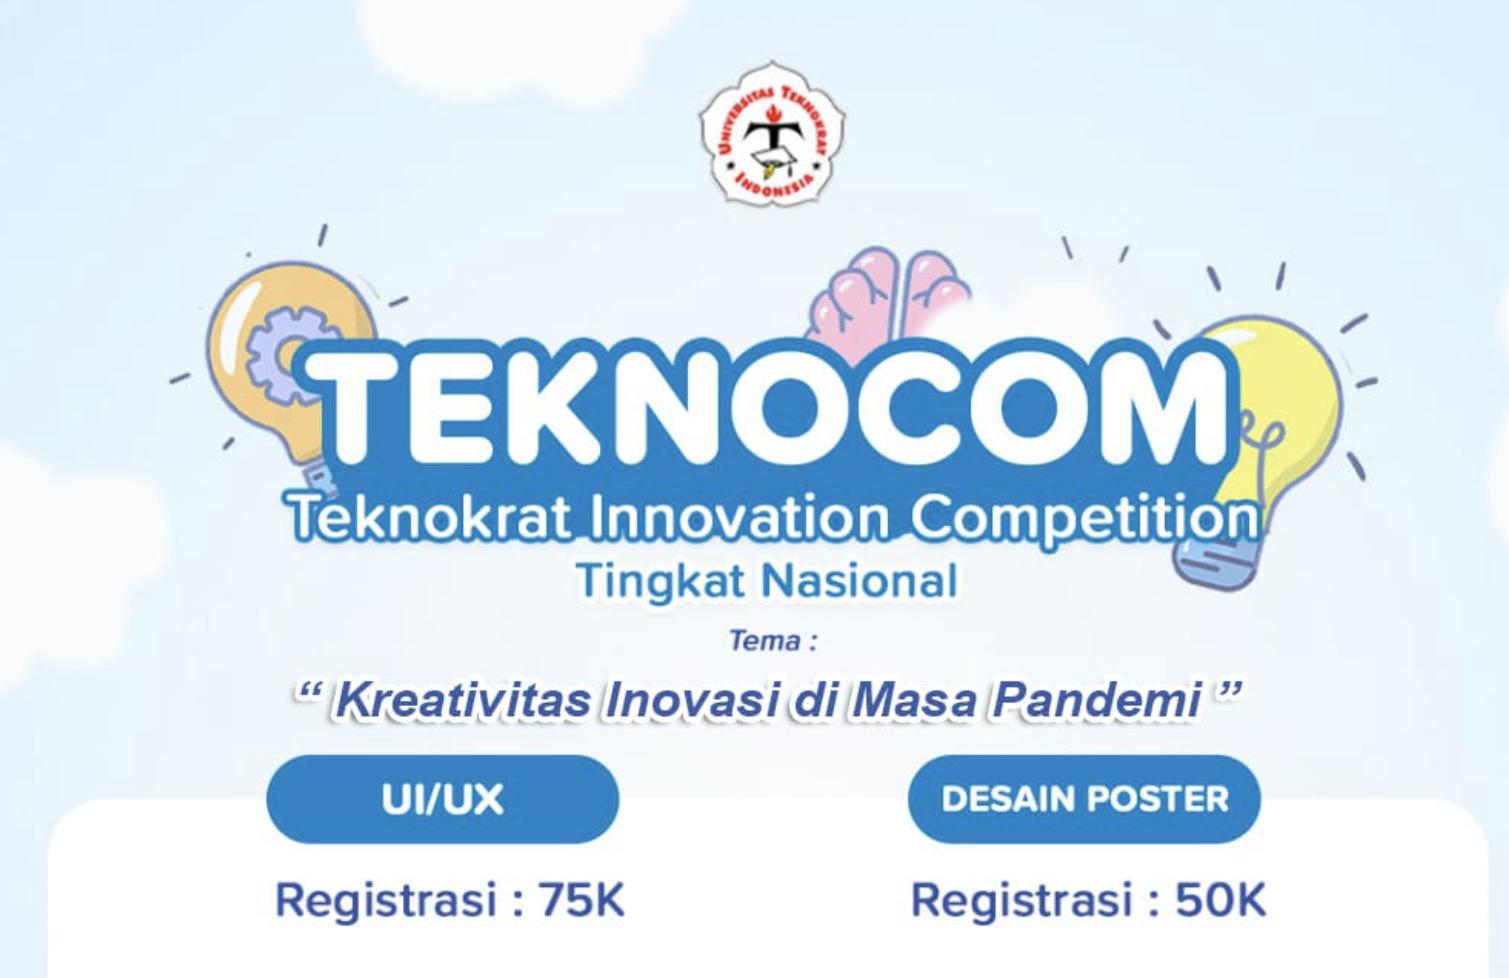 UNIVERSITAS TEKNOKRAT
INDONESIA
TEKNOCOM
Teknokrat Innovation Competition
Tingkat Nasional
Tema :
“ Kreativitas Inovasi di Masa Pandemi ”
UI/UX
DESAIN POSTER
Registrasi : 75K
Registrasi : 50K